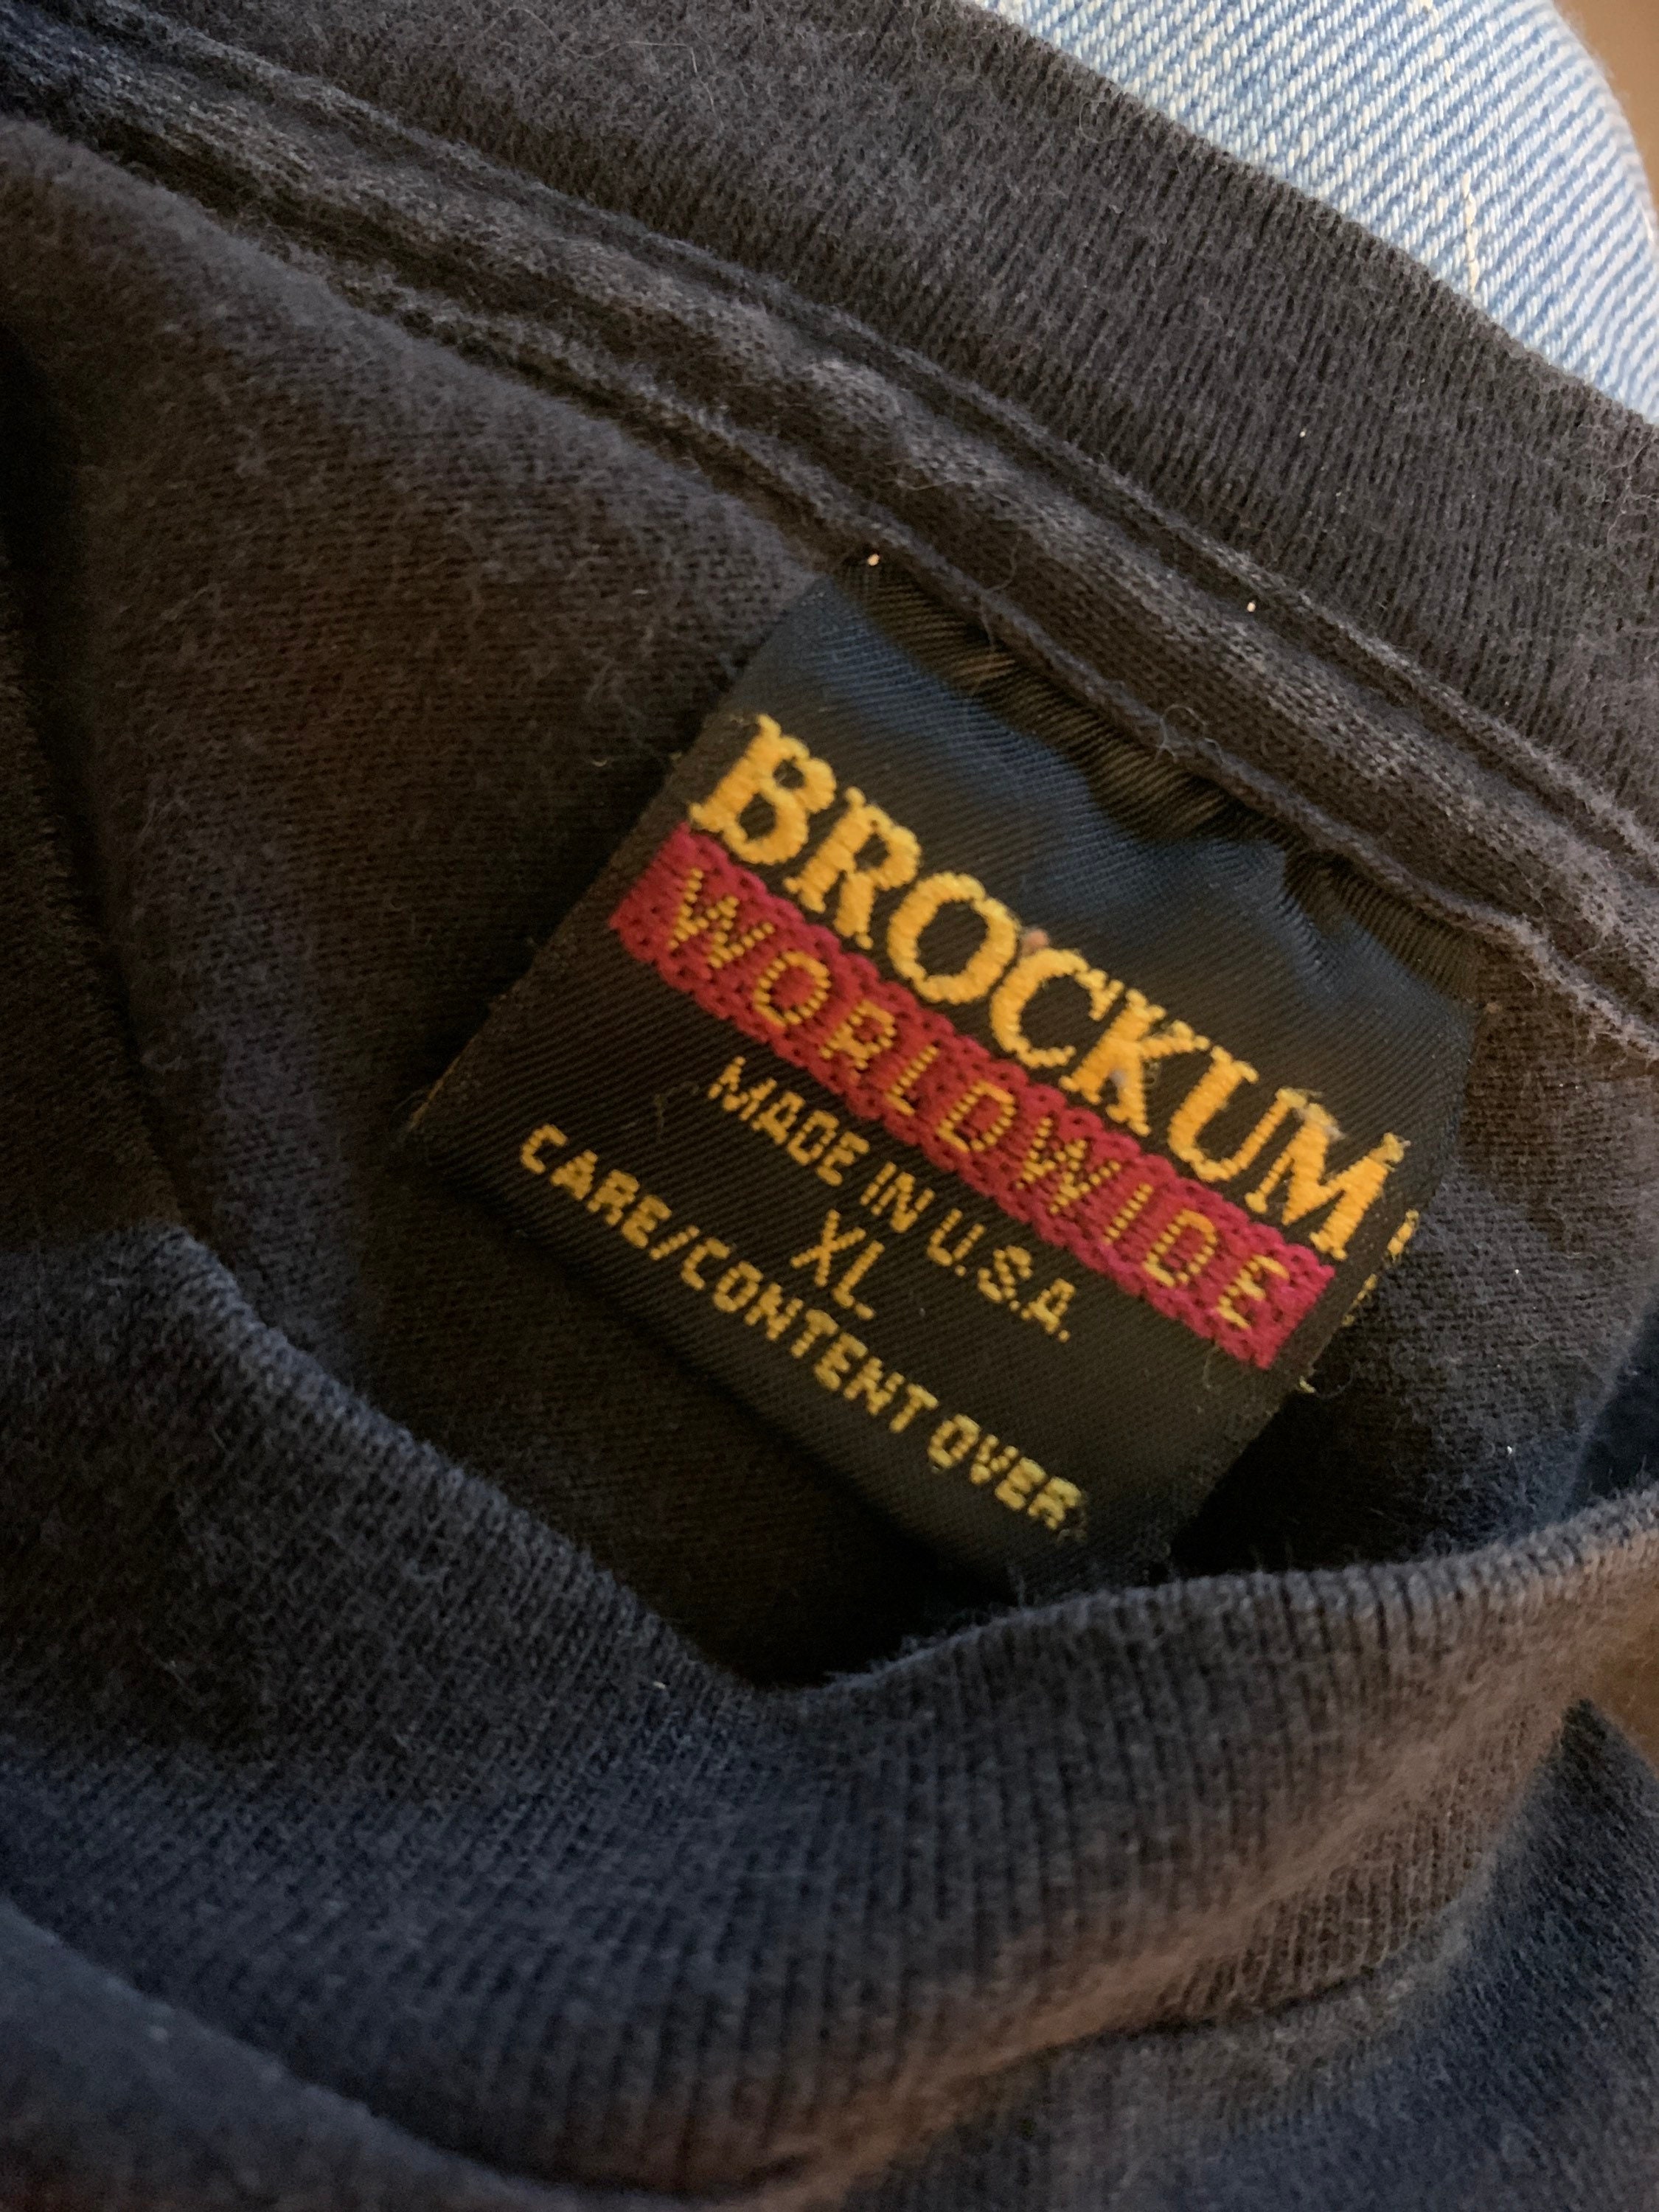 BROCKUM
WORLDWIDE
MADE IN U.S.A.
XL
CARE/CONTENT OVER